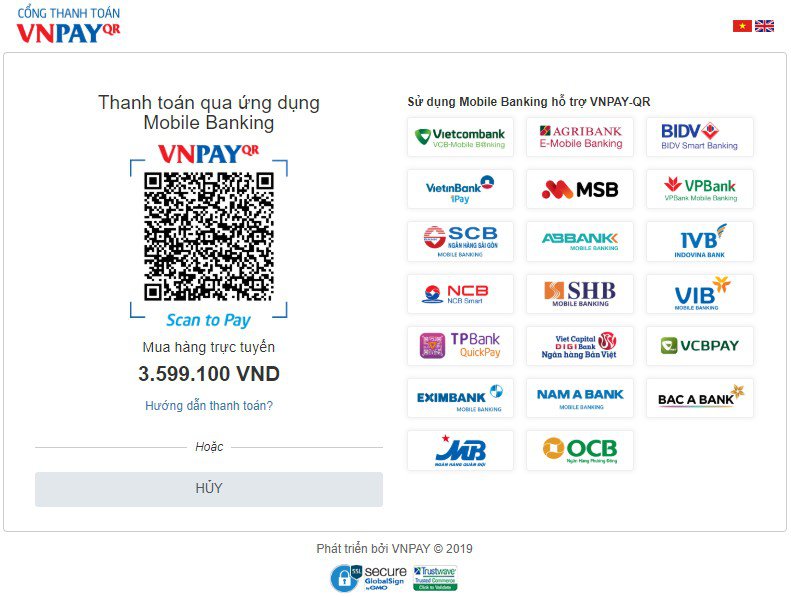 CỔNG THANH TOÁN
VNPAYQR
Thanh toán qua ứng dụng
Mobile Banking
VNPAYQR
Scan to Pay
Mua hàng trực tuyến
3.599.100 VND
Hướng dẫn thanh toán?
Hoặc
HỦY
Sử dụng Mobile Banking hỗ trợ VNPAY-QR
Vietcombank
VCB-Mobile B@nking
AGRIBANK
E-Mobile Banking
BIDV
BIDV Smart Banking
VietinBank
iPay
MSB
VPBank
VPBank Mobile Banking
SCB
NGÂN HÀNG SÀI GÒN
MOBILE BANKING
ABBANK
MOBILE BANKING
IVB
INDOVINA BANK
NCB
NCB Smart
SHB
MOBILE BANKING
VIB
MOBILE BANKING
TPBank
QuickPay
Viet Capital
DIGIBank
Ngân hàng Bản Việt
VCBPAY
EXIMBANK
MOBILE BANKING
NAM A BANK
MOBILE BANKING
BAC A BANK
MB
NGÂN HÀNG QUÂN ĐỘI
OCB
Ngân Hàng Phương Đông
Phát triển bởi VNPAY © 2019
SSL
secure
GlobalSign
by GMO
Trustwave
Trusted Commerce
Click to Validate